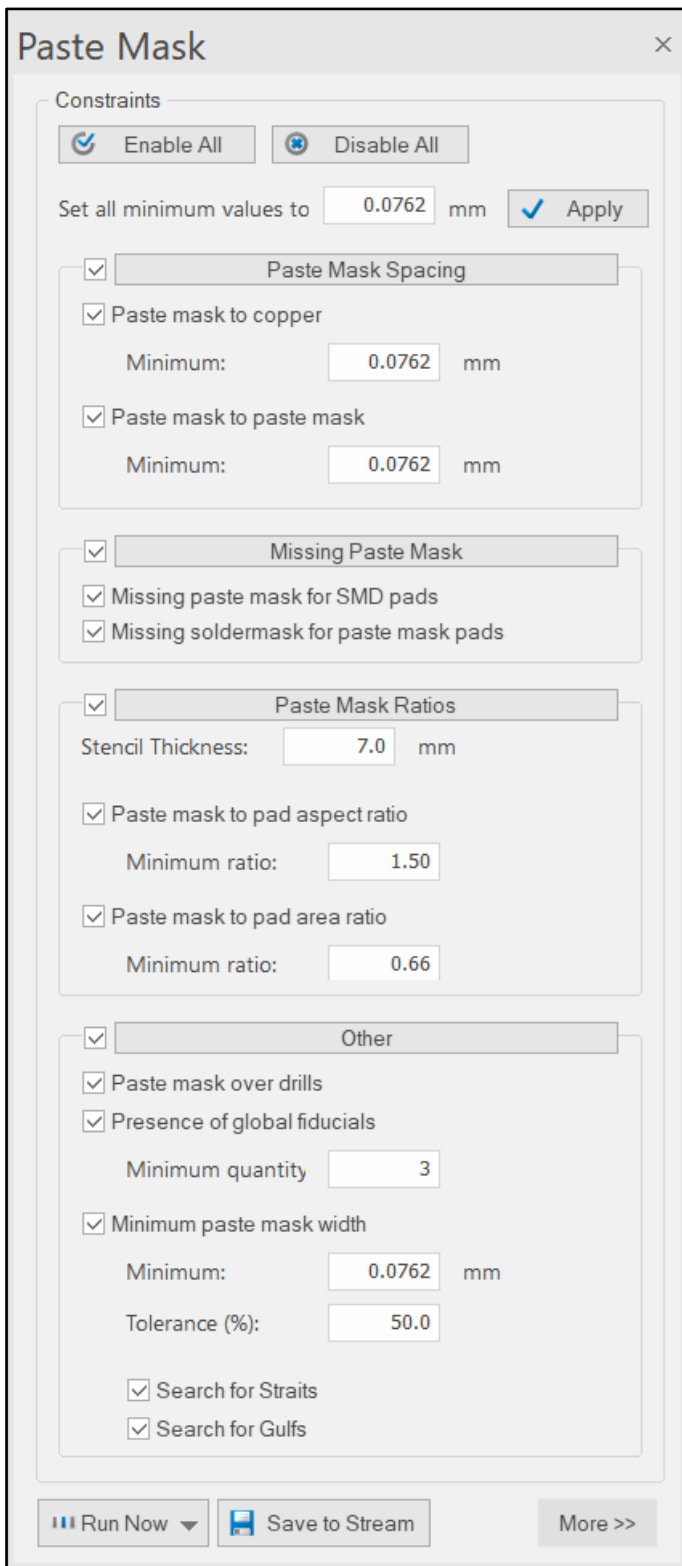 Paste Mask
Constraints
Enable All Disable All
Set all minimum values to 0.0762 mm Apply
Paste Mask Spacing
Paste mask to copper
Minimum: 0.0762 mm
Paste mask to paste mask
Minimum: 0.0762 mm
Missing Paste Mask
Missing paste mask for SMD pads
Missing soldermask for paste mask pads
Paste Mask Ratios
Stencil Thickness: 7.0 mm
Paste mask to pad aspect ratio
Minimum ratio: 1.50
Paste mask to pad area ratio
Minimum ratio: 0.66
Other
Paste mask over drills
Presence of global fiducials
Minimum quantity 3
Minimum paste mask width
Minimum: 0.0762 mm
Tolerance (%): 50.0
Search for Straits
Search for Gulfs
Run Now Save to Stream More >>